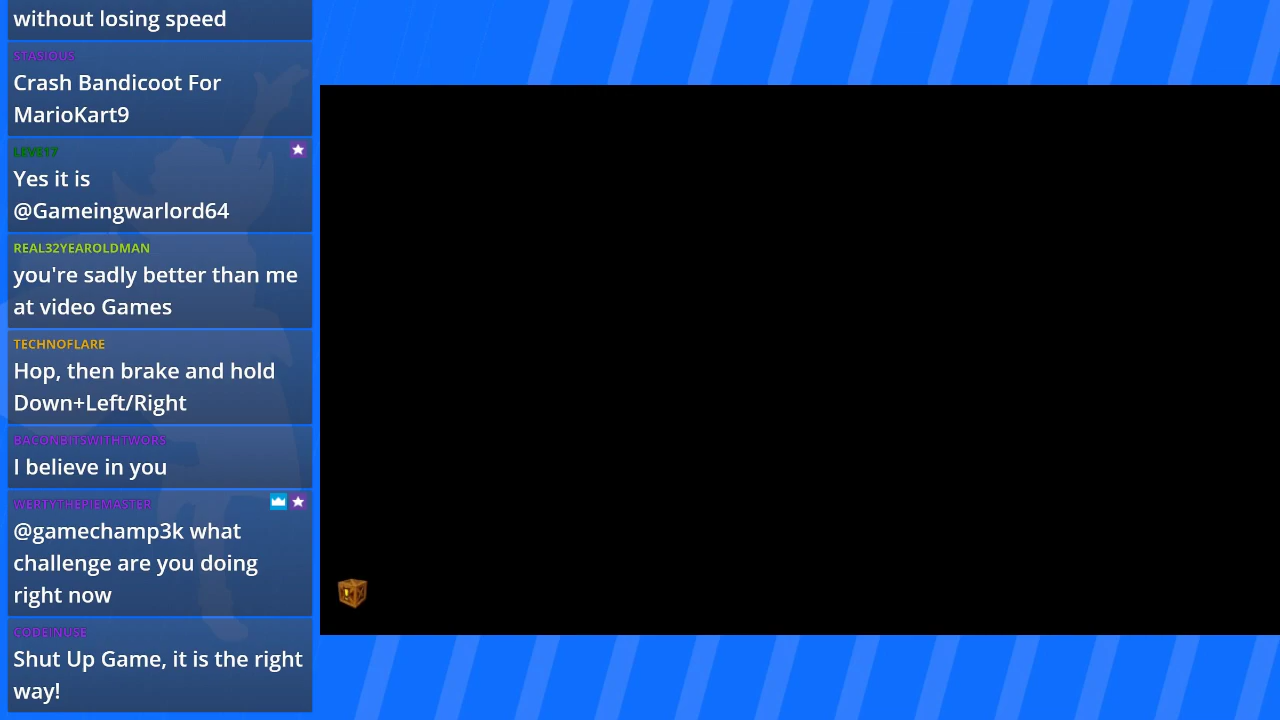 without losing speed
STASIOUS
Crash Bandicoot For
MarioKart9
LEVE17
Yes it is
@Gameingwarlord64
REAL32YEAROLDMAN
you're sadly better than me
at video Games
TECHNOFLARE
Hop, then brake and hold
Down+Left/Right
BACONBITSWITHTWORS
I believe in you
WERTYTHEPIEMASTER
@gamechamp3k what
challenge are you doing
right now
CODEINUSE
Shut Up Game, it is the right
way!